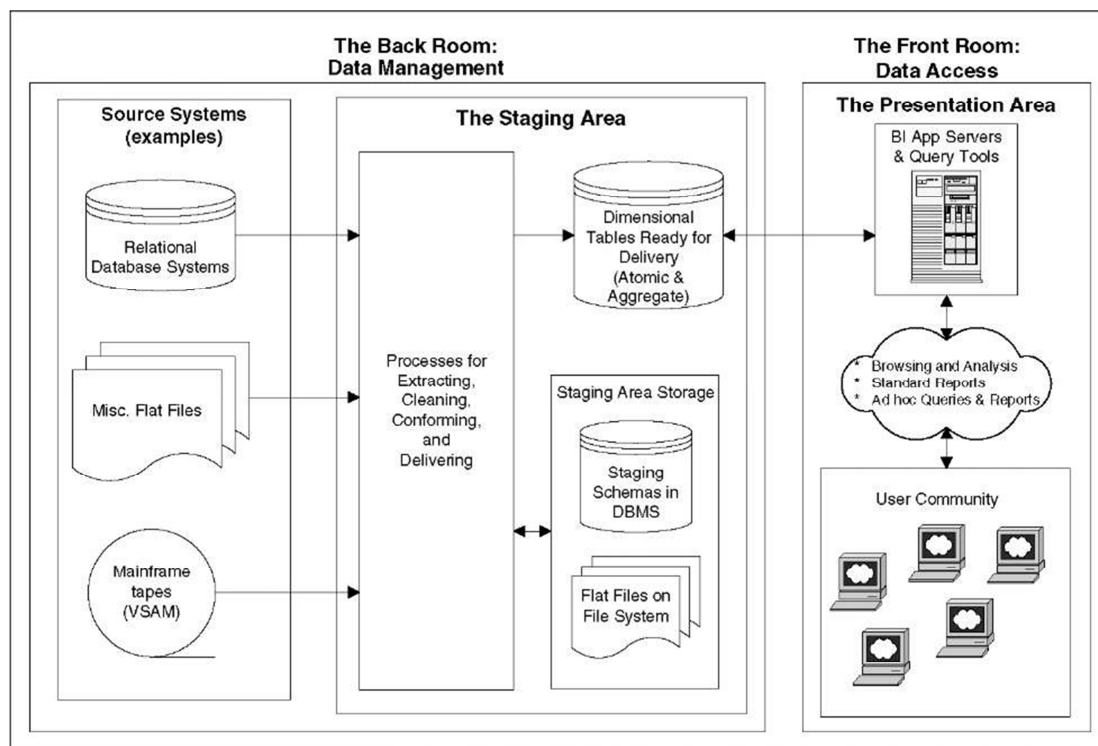 The Back Room:
Data Management
The Front Room:
Data Access
Source Systems
(examples)
Relational
Database Systems
Misc. Flat Files
Mainframe
tapes
(VSAM)
The Staging Area
Processes for
Extracting,
Cleaning,
Conforming,
and
Delivering
Dimensional
Tables Ready for
Delivery
(Atomic &
Aggregate)
Staging Area Storage
Staging
Schemas in
DBMS
Flat Files on
File System
The Presentation Area
BI App Servers
& Query Tools
* Browsing and Analysis
* Standard Reports
* Ad hoc Queries & Reports
User Community